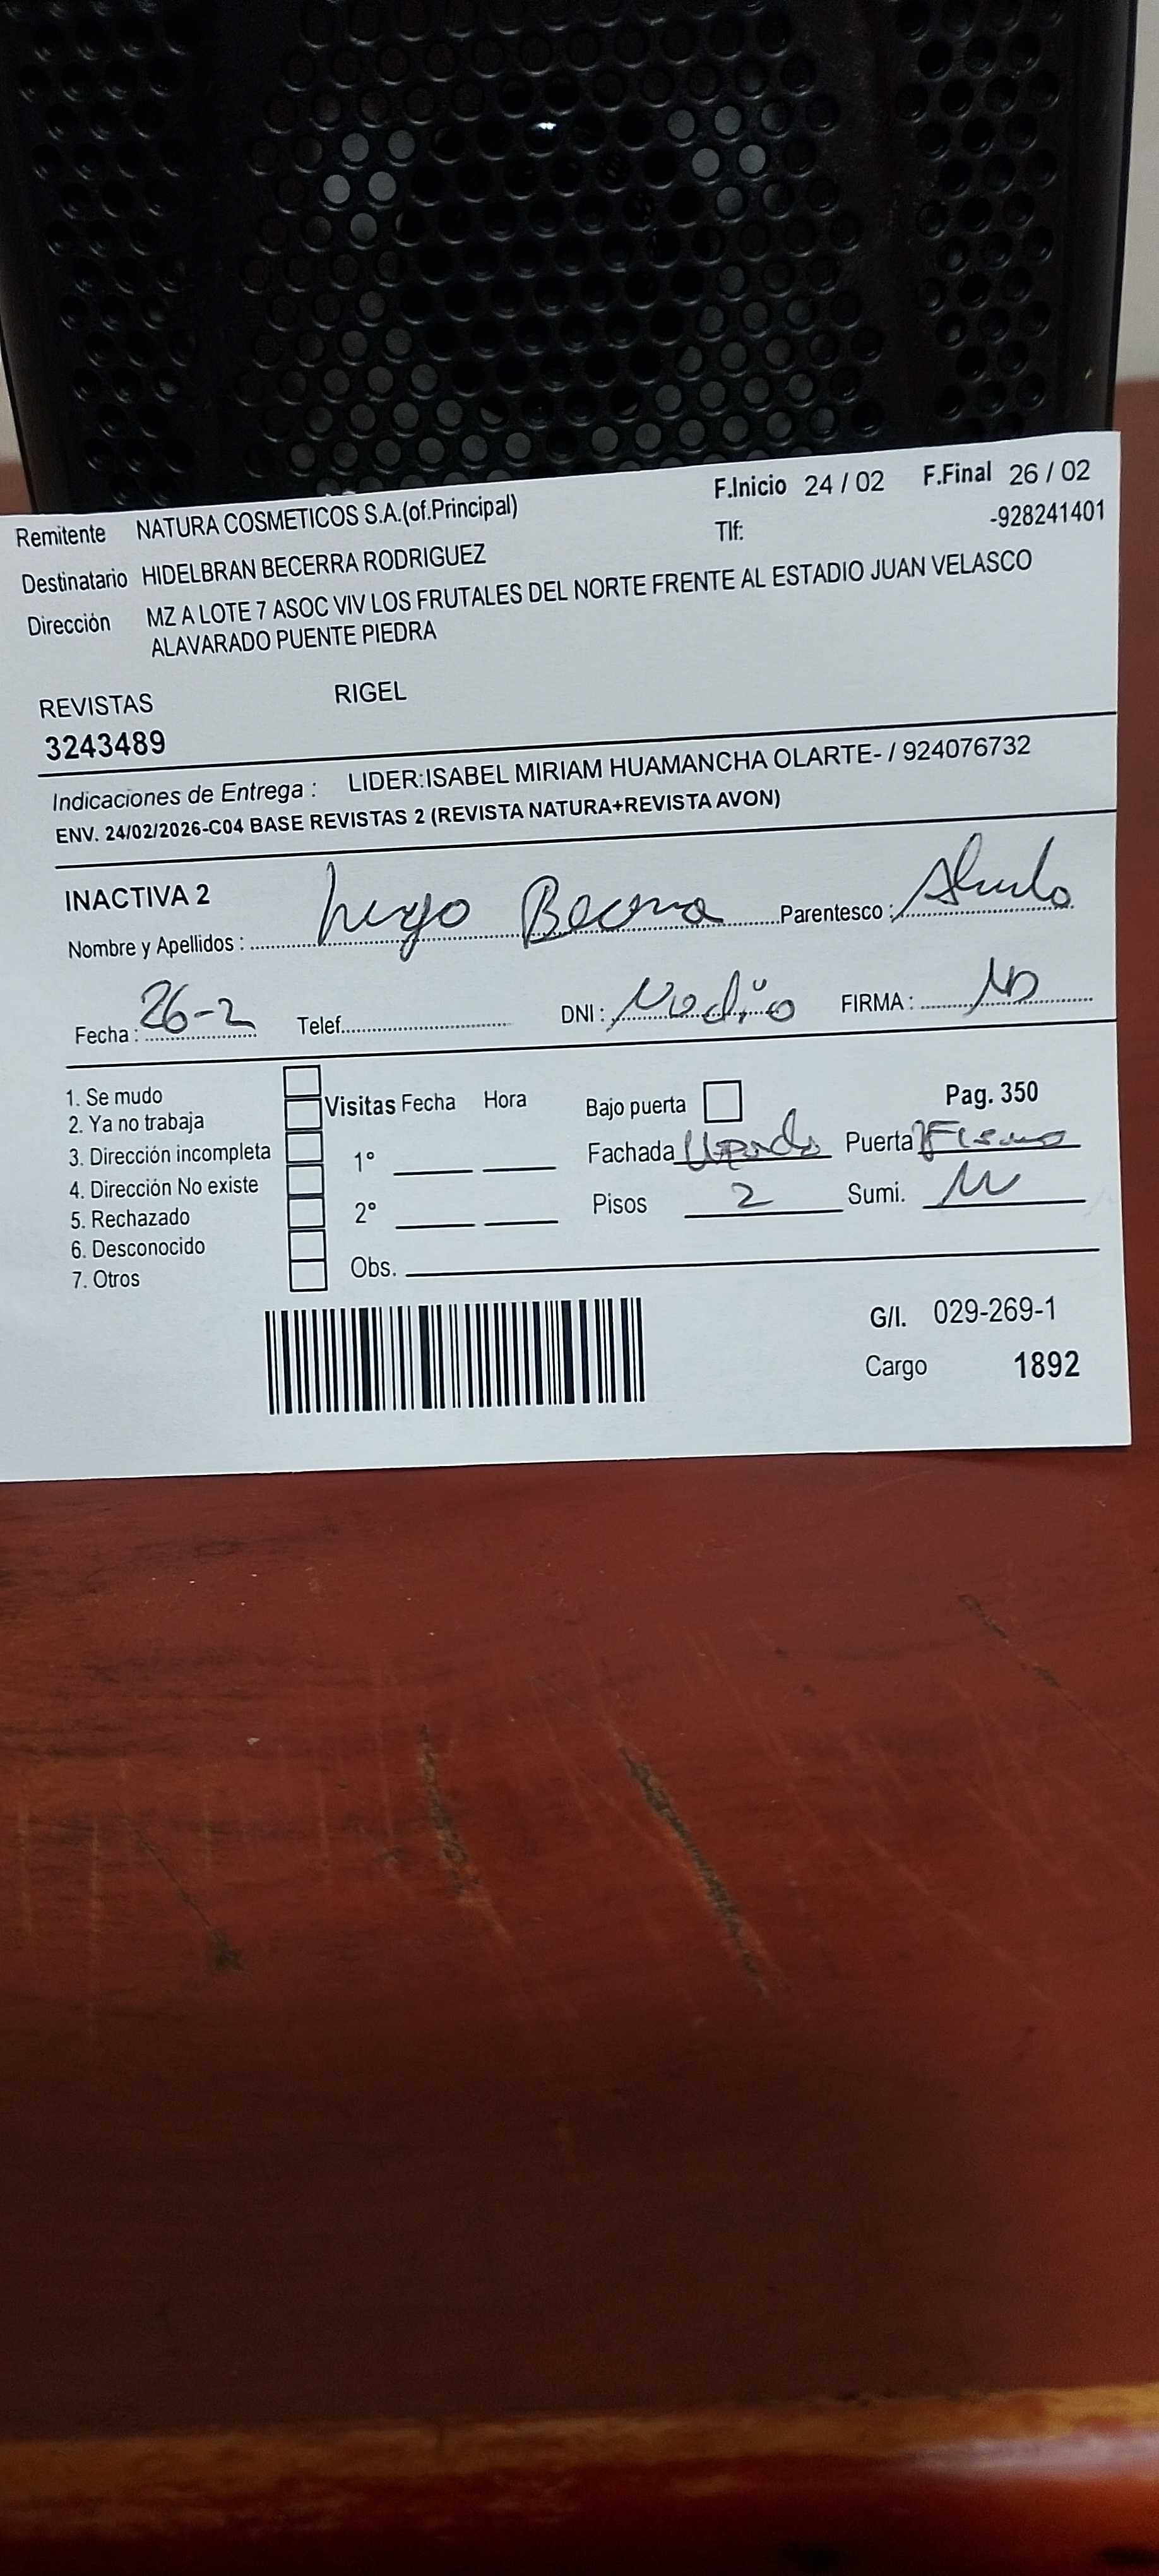 Remitente NATURA COSMETICOS S.A.(of.Principal) F.Inicio 24 / 02 F.Final 26 / 02
Tlf: -928241401
Destinatario HIDELBRAN BECERRA RODRIGUEZ
Dirección MZ A LOTE 7 ASOC VIV LOS FRUTALES DEL NORTE FRENTE AL ESTADIO JUAN VELASCO
ALAVARADO PUENTE PIEDRA
REVISTAS RIGEL
3243489
Indicaciones de Entrega : LIDER:ISABEL MIRIAM HUAMANCHA OLARTE- / 924076732
ENV. 24/02/2026-C04 BASE REVISTAS 2 (REVISTA NATURA+REVISTA AVON)
INACTIVA 2
Nombre y Apellidos : Hugo Becerra Parentesco :
Fecha : 26-2 Telef. DNI : FIRMA :
1. Se mudo
2. Ya no trabaja
3. Dirección incompleta
4. Dirección No existe
5. Rechazado
6. Desconocido
7. Otros
Visitas Fecha Hora
1°
2°
Obs.
Bajo puerta Pag. 350
Fachada Puerta
Pisos 2 Sumi.
G/I. 029-269-1
Cargo 1892